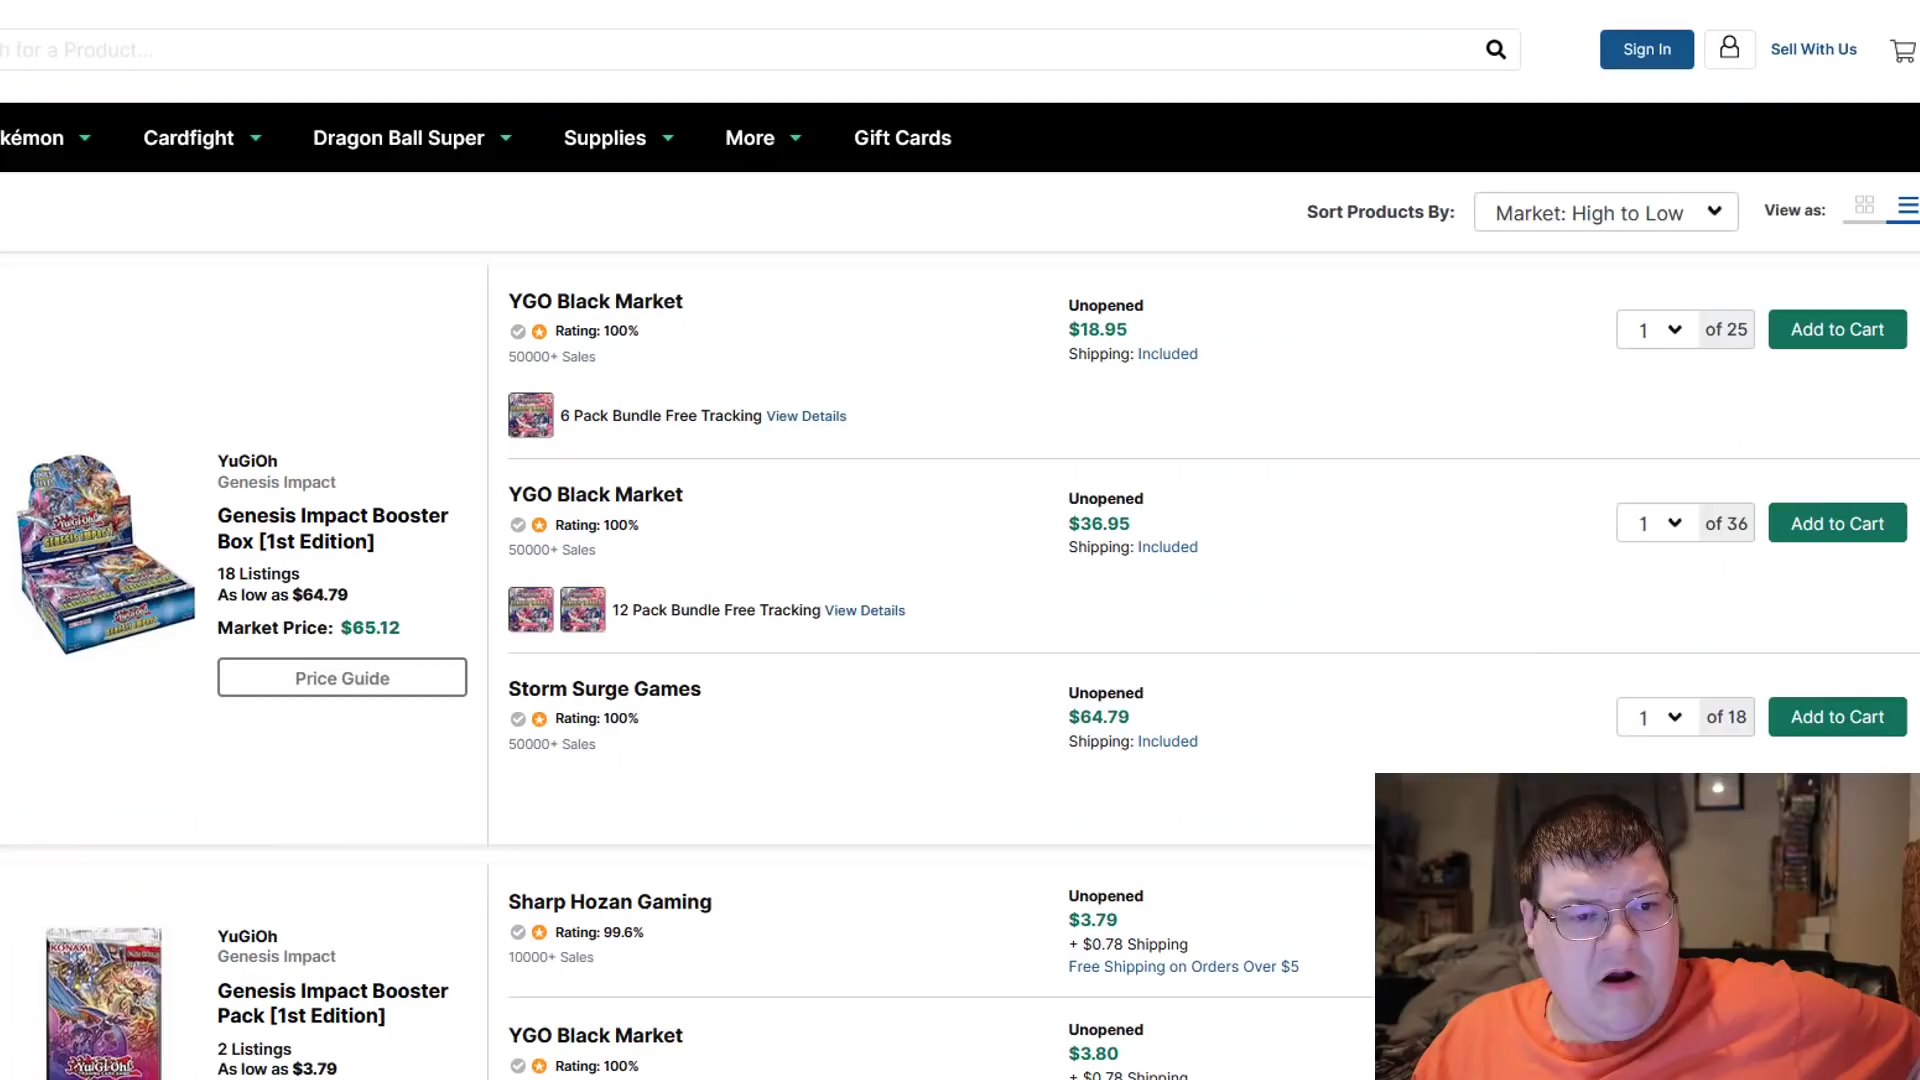 h for a Product...
Sign In
Sell With Us
kémon
Cardfight
Dragon Ball Super
Supplies
More
Gift Cards
Sort Products By:
Market: High to Low
View as:
YuGiOh
Genesis Impact
Genesis Impact Booster
Box [1st Edition]
18 Listings
As low as $64.79
Market Price: $65.12
Price Guide
YGO Black Market
Rating: 100%
50000+ Sales
6 Pack Bundle Free Tracking View Details
Unopened
$18.95
Shipping: Included
1
of 25
Add to Cart
YGO Black Market
Rating: 100%
50000+ Sales
12 Pack Bundle Free Tracking View Details
Unopened
$36.95
Shipping: Included
1
of 36
Add to Cart
Storm Surge Games
Rating: 100%
50000+ Sales
Unopened
$64.79
Shipping: Included
1
of 18
Add to Cart
KONAMI
Yu-Gi-Oh!
YuGiOh
Genesis Impact
Genesis Impact Booster
Pack [1st Edition]
2 Listings
As low as $3.79
Sharp Hozan Gaming
Rating: 99.6%
10000+ Sales
Unopened
$3.79
+ $0.78 Shipping
Free Shipping on Orders Over $5
YGO Black Market
Rating: 100%
Unopened
$3.80
+ $0.78 Shipping